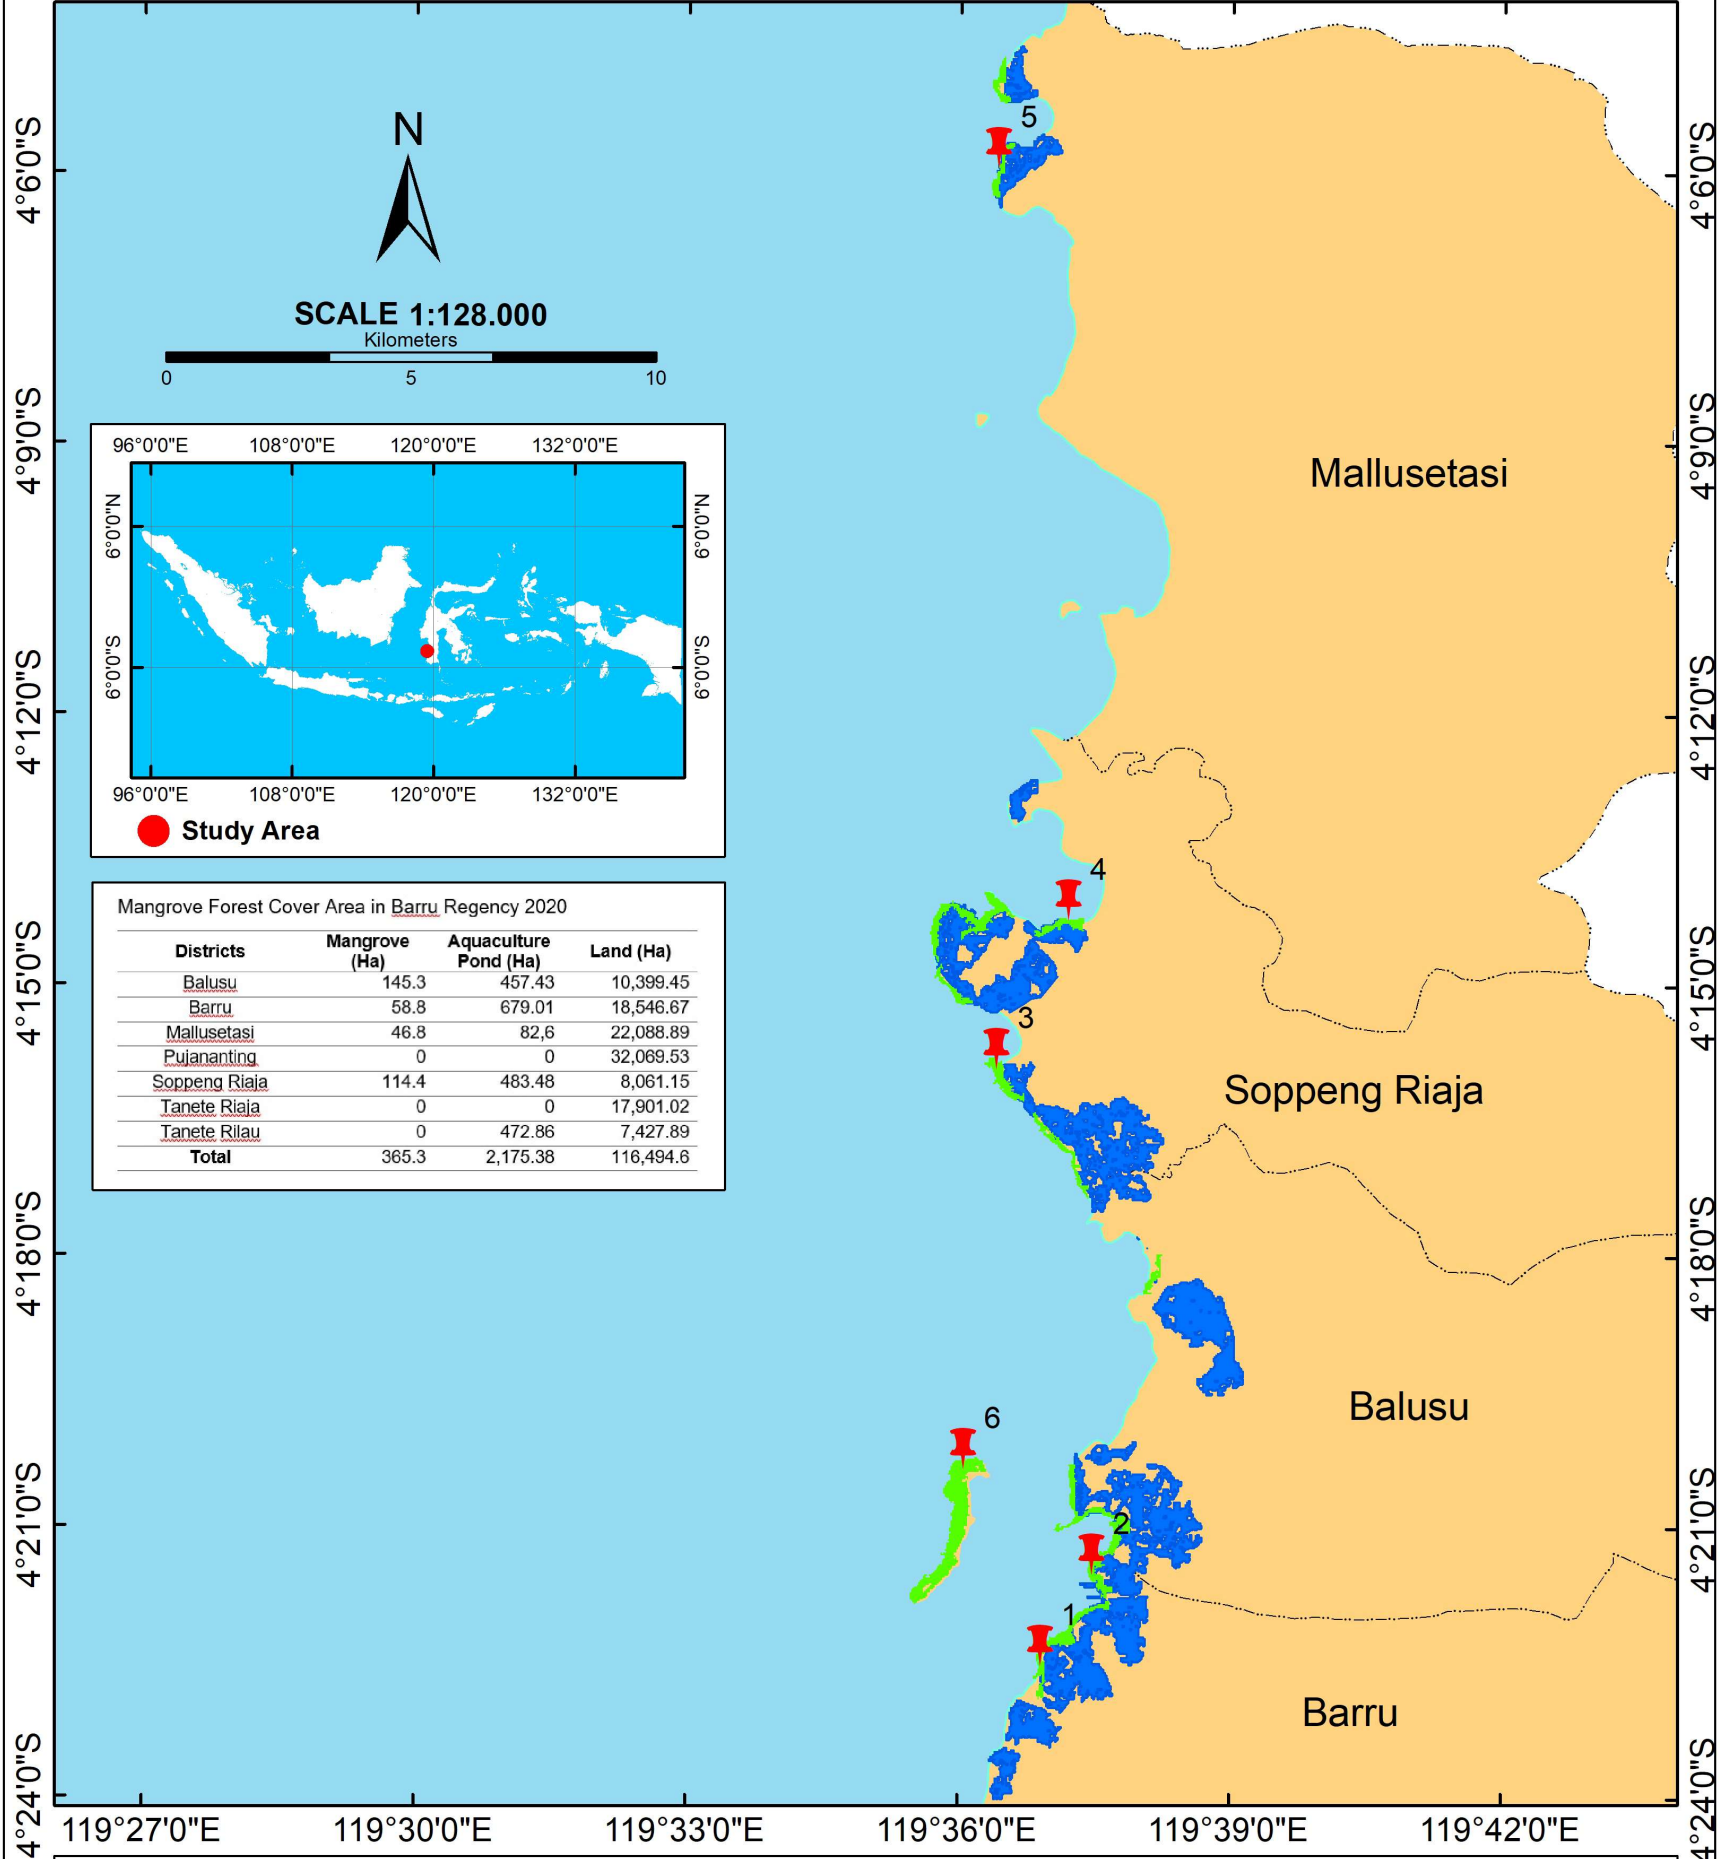 N
SCALE 1:128.000
Kilometers
0 5 10
96°0'0"E 108°0'0"E 120°0'0"E 132°0'0"E
6°0'0"N 6°0'0"N
6°0'0"S 6°0'0"S
96°0'0"E 108°0'0"E 120°0'0"E 132°0'0"E
Study Area
Mangrove Forest Cover Area in Barru Regency 2020
Districts Mangrove (Ha) Aquaculture Pond (Ha) Land (Ha)
Balusu 145.3 457.43 10,399.45
Barru 58.8 679.01 18,546.67
Mallusetasi 46.8 82,6 22,088.89
Pujananting 0 0 32,069.53
Soppeng Riaja 114.4 483.48 8,061.15
Tanete Riaja 0 0 17,901.02
Tanete Rilau 0 472.86 7,427.89
Total 365.3 2,175.38 116,494.6
5
Mallusetasi
4
3
Soppeng Riaja
Balusu
6
2
1
Barru
4°6'0"S 4°6'0"S
4°9'0"S 4°9'0"S
4°12'0"S 4°12'0"S
4°15'0"S 4°15'0"S
4°18'0"S 4°18'0"S
4°21'0"S 4°21'0"S
4°24'0"S 4°24'0"S
119°27'0"E 119°30'0"E 119°33'0"E 119°36'0"E 119°39'0"E 119°42'0"E